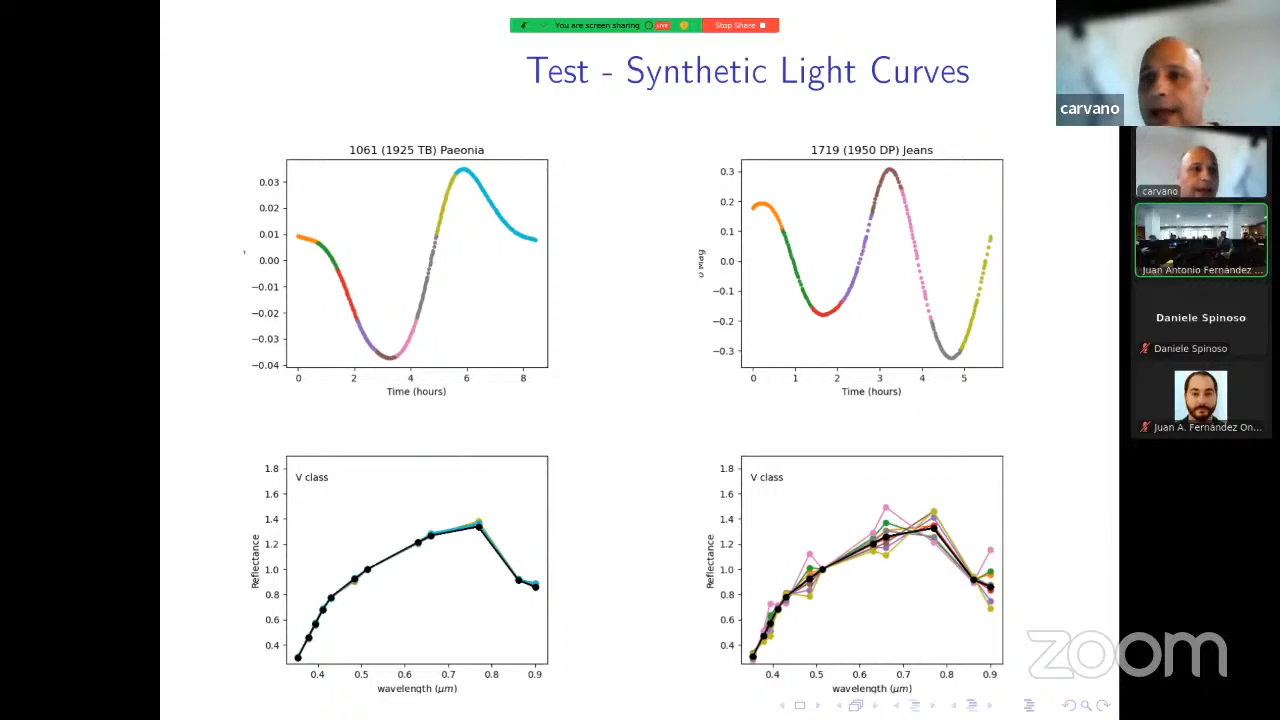 You are screen sharing LIVE Stop Share
Test - Synthetic Light Curves
carvano
1061 (1925 TB) Paeonia
0.03
0.02
0.01
0.00
−0.01
−0.02
−0.03
−0.04
0 2 4 6 8
Time (hours)
1719 (1950 DP) Jeans
0.3
0.2
0.1
0.0
−0.1
−0.2
−0.3
0 1 2 3 4 5
Time (hours)
V class
1.8
1.6
1.4
1.2
1.0
0.8
0.6
0.4
Reflectance
0.4 0.5 0.6 0.7 0.8 0.9
wavelength (μm)
V class
1.8
1.6
1.4
1.2
1.0
0.8
0.6
0.4
Reflectance
0.4 0.5 0.6 0.7 0.8 0.9
wavelength (μm)
carvano
Juan Antonio Fernández ...
Daniele Spinoso
Daniele Spinoso
Juan A. Fernández On...
zoom